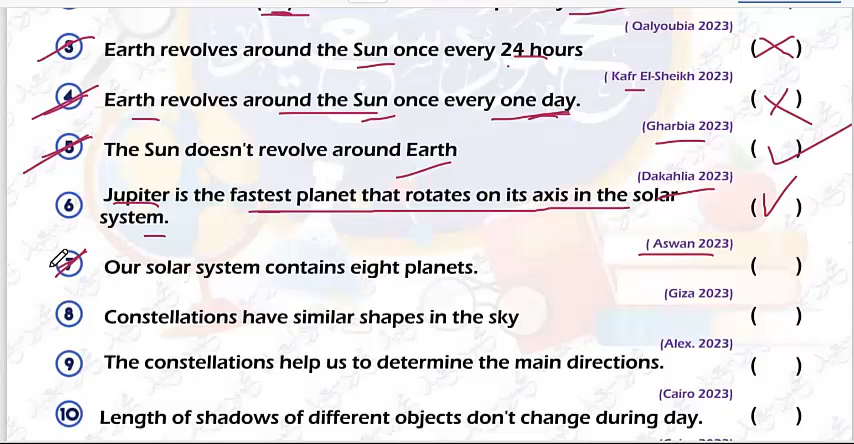 ( Qalyoubia 2023)
3 Earth revolves around the Sun once every 24 hours ( )
( Kafr El-Sheikh 2023)
4 Earth revolves around the Sun once every one day. ( )
(Gharbia 2023)
5 The Sun doesn't revolve around Earth ( )
(Dakahlia 2023)
6 Jupiter is the fastest planet that rotates on its axis in the solar ( )
system.
( Aswan 2023)
7 Our solar system contains eight planets. ( )
(Giza 2023)
8 Constellations have similar shapes in the sky ( )
(Alex. 2023)
9 The constellations help us to determine the main directions. ( )
(Cairo 2023)
10 Length of shadows of different objects don't change during day. ( )